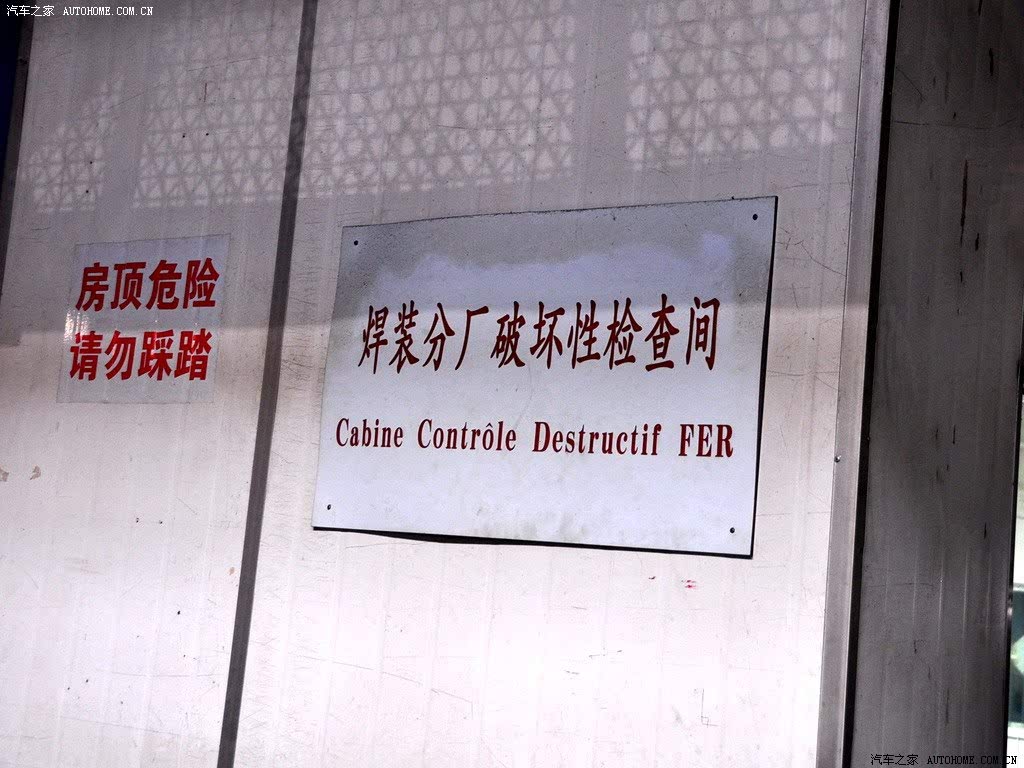 汽车之家 AUTOHOME.COM.CN
房顶危险
请勿踩踏
焊装分厂破坏性检查间
Cabine Contrôle Destructif FER
汽车之家 AUTOHOME.COM.CN